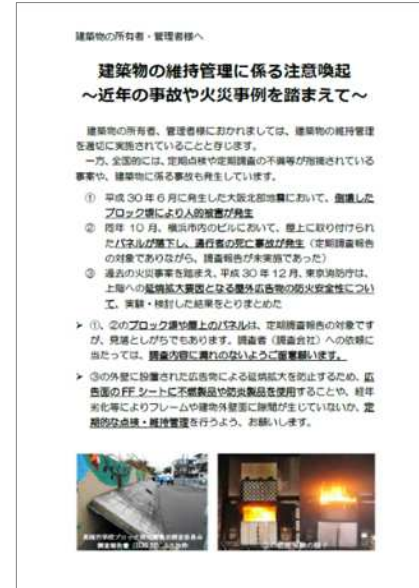 建築物の所有者・管理者様へ
建築物の維持管理に係る注意喚起
～近年の事故や火災事例を踏まえて～
建築物の所有者、管理者様におかれましては、建築物の維持管理
を適切に実施されていることと存じます。
一方、全国的には、定期点検や定期調査の不備等が指摘されている
事案や、建築物に係る事故も発生しています。
① 平成30年6月に発生した大阪北部地震において、倒壊した
ブロック塀により人的被害が発生
② 同年10月、横浜市内のビルにおいて、屋上に取り付けられ
たパネルが落下し、通行者の死亡事故が発生（定期調査報告
の対象でありながら、調査報告が未実施であった）
③ 過去の火災事案を踏まえ、平成30年12月、東京消防庁は、
上階への延焼拡大要因となる屋外広告物の防火安全性につい
て、実験・検討した結果をとりまとめた
➢ ①、②のブロック塀や屋上のパネルは、定期調査報告の対象です
が、見落としがちでもあります。調査者（調査会社）への依頼に
当たっては、調査内容に漏れのないようご留意願います。
➢ ③の外壁に設置された広告物による延焼拡大を防止するため、広
告面のFFシートに不燃製品や防炎製品を使用することや、経年
劣化等によりフレームや建物外壁面に隙間が生じていないか、定
期的な点検・維持管理を行うよう、お願いします。